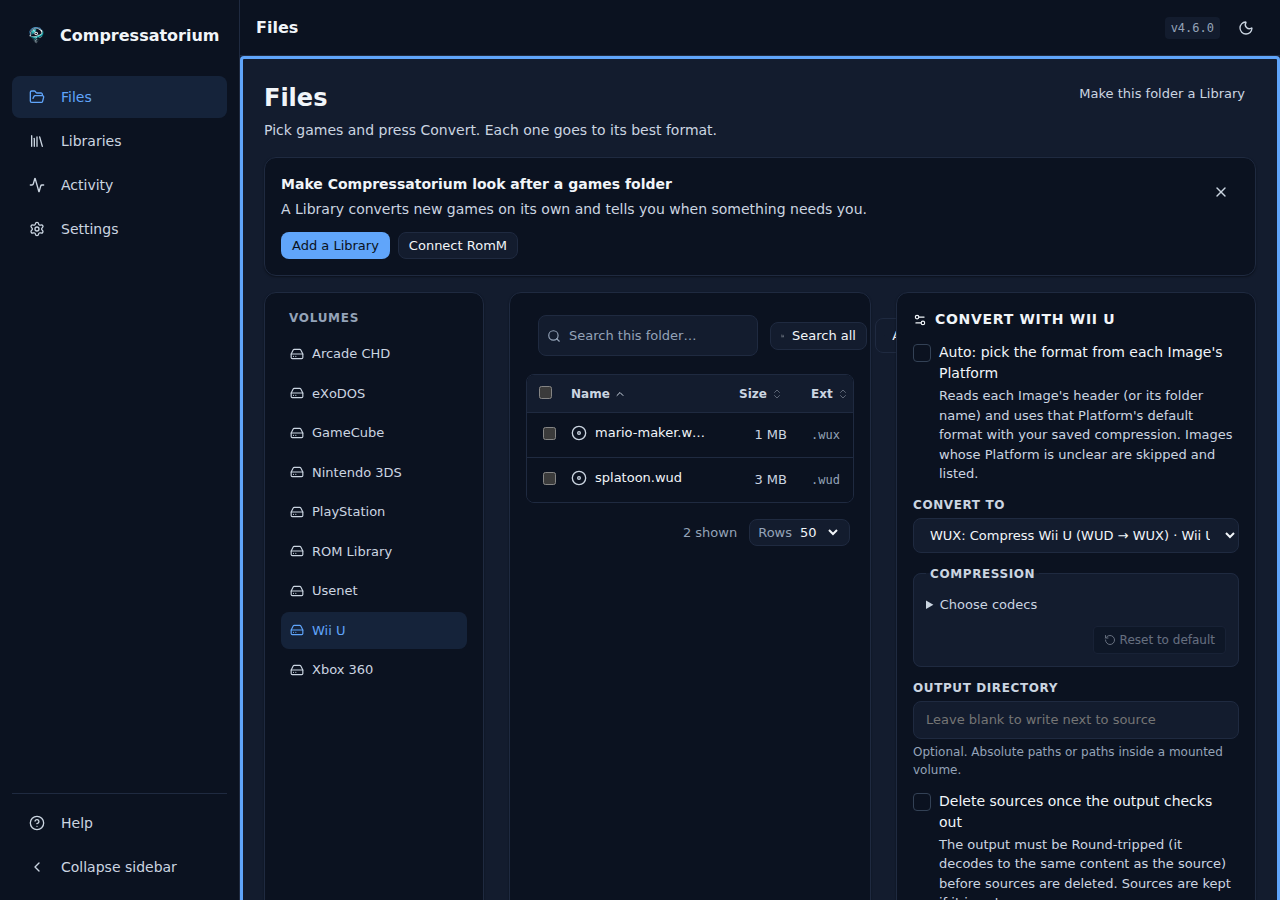 Compressatorium
Files
v4.6.0
Files
Libraries
Activity
Settings
Help
Collapse sidebar
Files
Make this folder a Library
Pick games and press Convert. Each one goes to its best format.
Make Compressatorium look after a games folder
A Library converts new games on its own and tells you when something needs you.
Add a Library
Connect RomM
VOLUMES
Arcade CHD
eXoDOS
GameCube
Nintendo 3DS
PlayStation
ROM Library
Usenet
Wii U
Xbox 360
Search this folder…
Search all
Name
Size
Ext
mario-maker.w…
1 MB
.wux
splatoon.wud
3 MB
.wud
2 shown
Rows 50
CONVERT WITH WII U
Auto: pick the format from each Image's
Platform
Reads each Image's header (or its folder
name) and uses that Platform's default
format with your saved compression. Images
whose Platform is unclear are skipped and
listed.
CONVERT TO
WUX: Compress Wii U (WUD → WUX) · Wii
COMPRESSION
Choose codecs
Reset to default
OUTPUT DIRECTORY
Leave blank to write next to source
Optional. Absolute paths or paths inside a mounted
volume.
Delete sources once the output checks
out
The output must be Round-tripped (it
decodes to the same content as the source)
before sources are deleted. Sources are kept